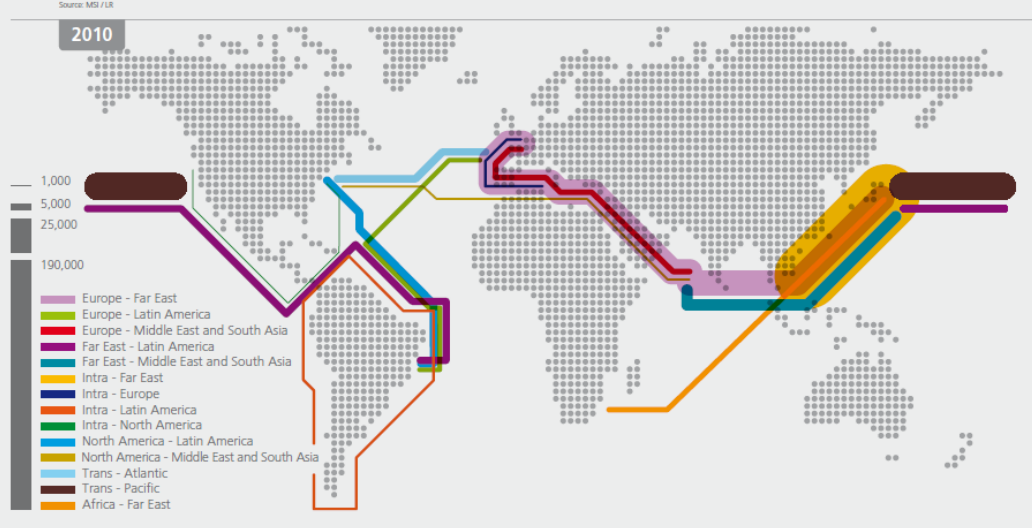 Source: MSI / LR
2010
1,000
5,000
25,000
190,000
Europe - Far East
Europe - Latin America
Europe - Middle East and South Asia
Far East - Latin America
Far East - Middle East and South Asia
Intra - Far East
Intra - Europe
Intra - Latin America
Intra - North America
North America - Latin America
North America - Middle East and South Asia
Trans - Atlantic
Trans - Pacific
Africa - Far East